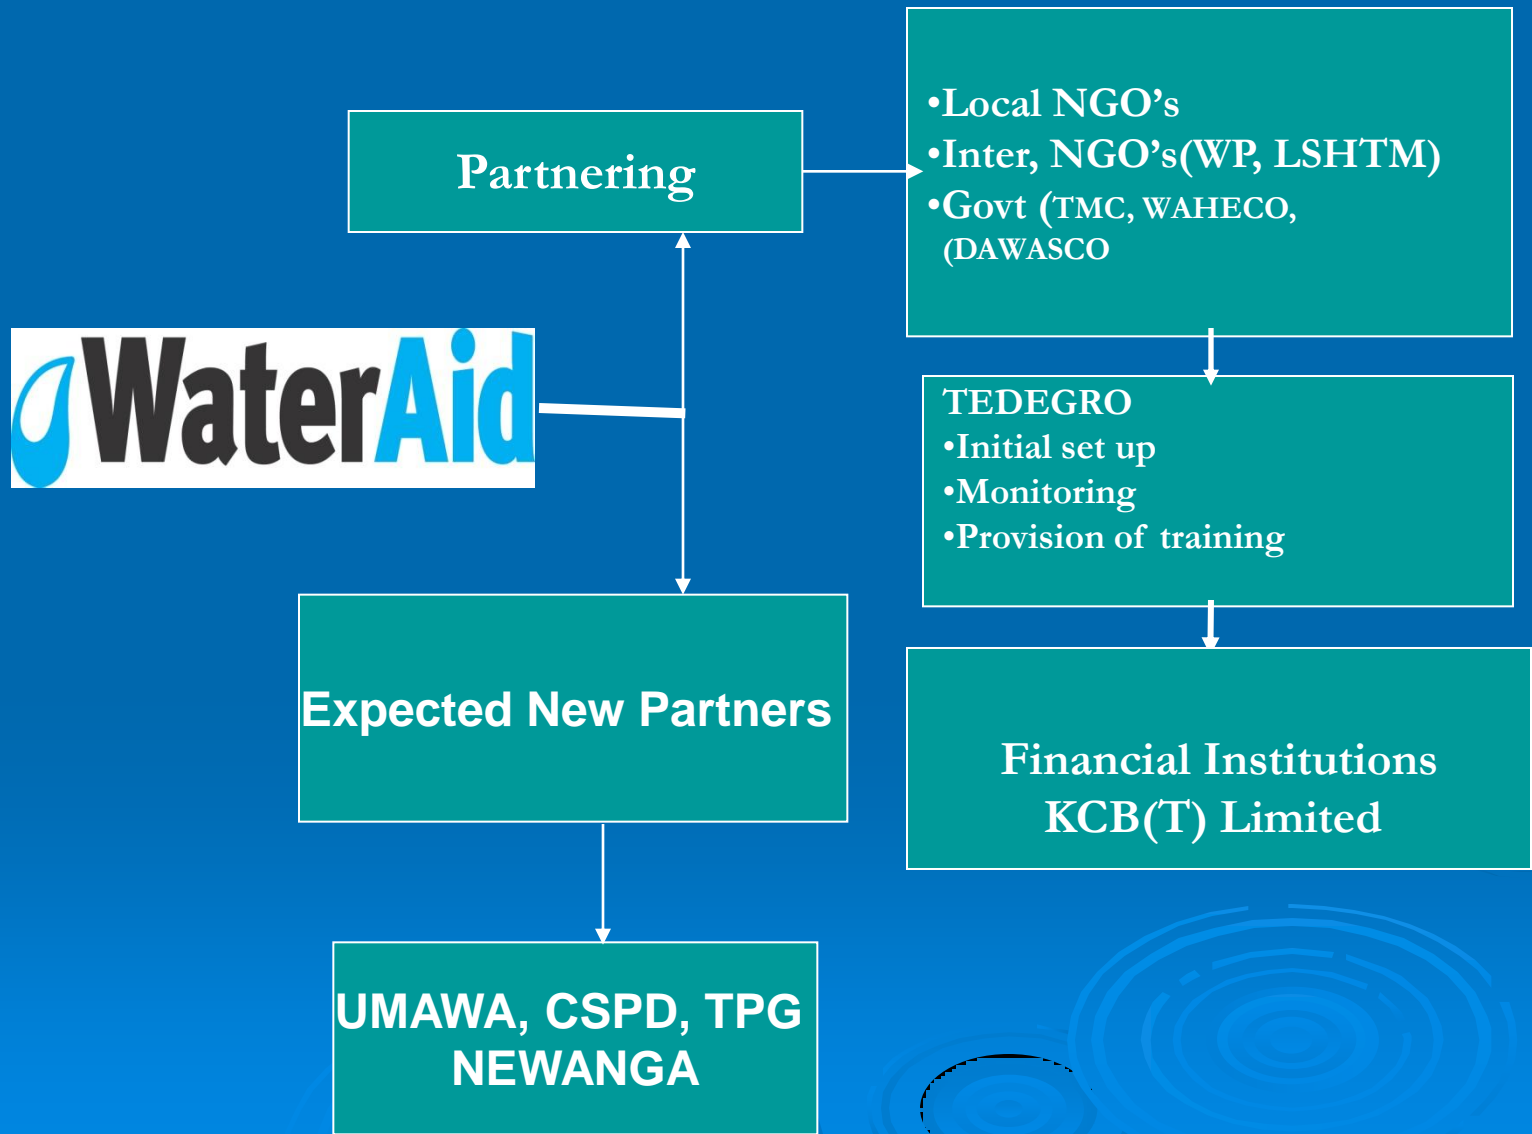 Partnering
•Local NGO’s
•Inter, NGO’s(WP, LSHTM)
•Govt (TMC, WAHECO,
(DAWASCO
WaterAid
TEDEGRO
•Initial set up
•Monitoring
•Provision of training
Expected New Partners
Financial Institutions
KCB(T) Limited
UMAWA, CSPD, TPG
NEWANGA